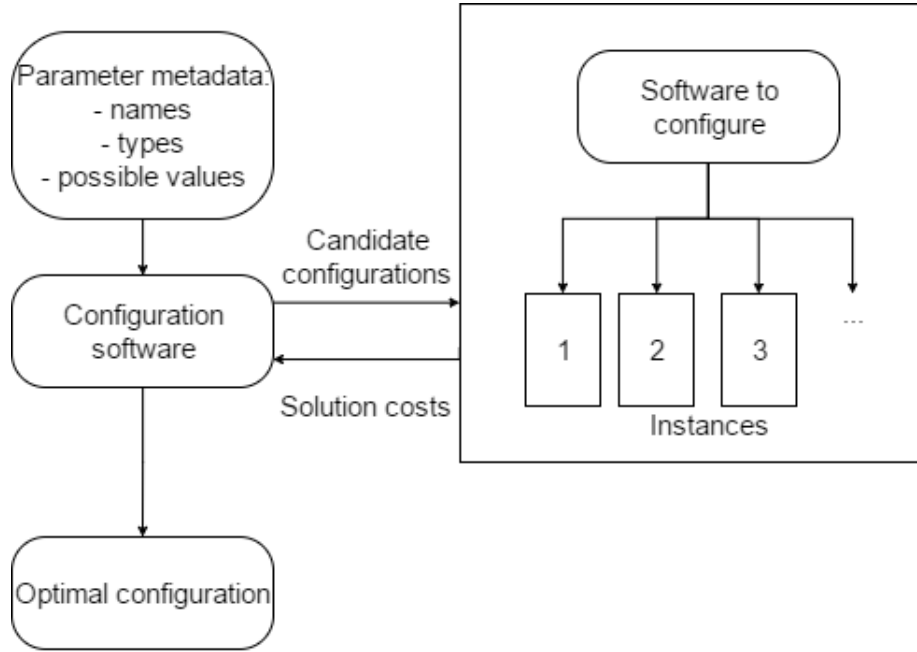 Parameter metadata:
- names
- types
- possible values
Software to
configure
Candidate
configurations
Configuration
software
Solution costs
1
2
3
...
Instances
Optimal configuration